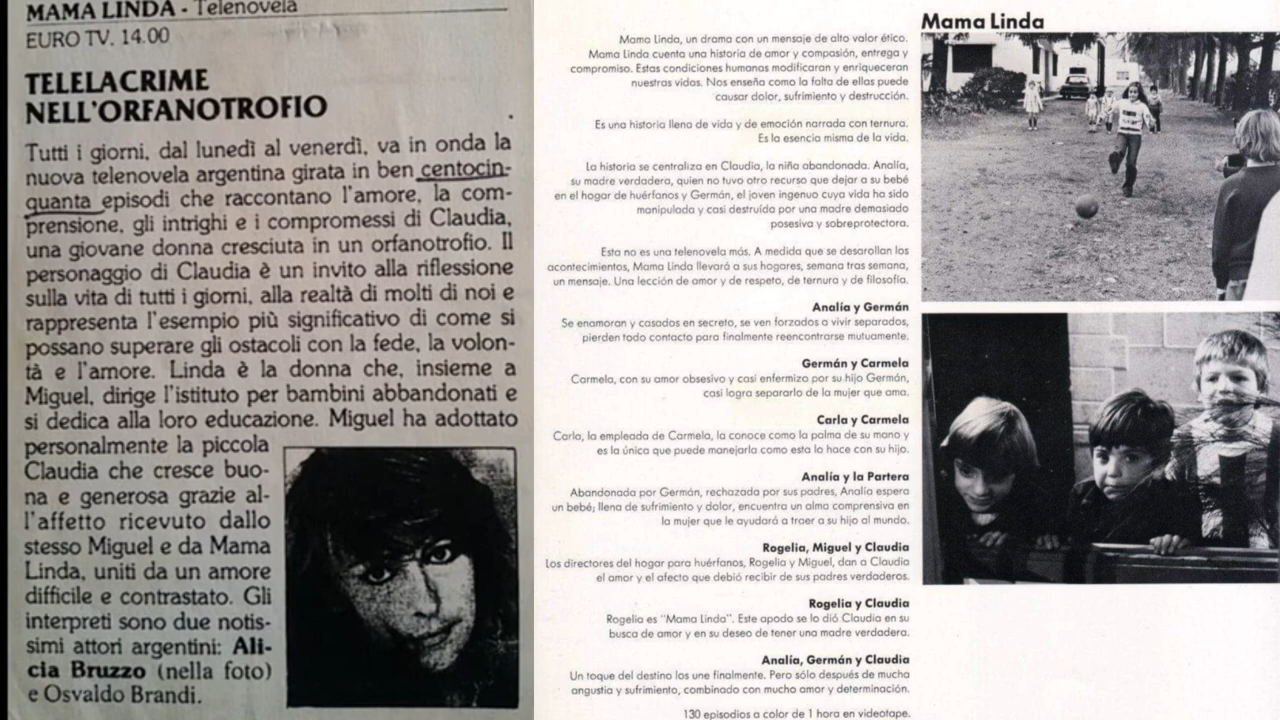 MAMA LINDA - Telenovela
EURO TV. 14.00
TELELACRIME
NELL'ORFANOTROFIO
Tutti i giorni, dal lunedì al venerdì, va in onda la
nuova telenovela argentina girata in ben centocin-
quanta episodi che raccontano l'amore, la com-
prensione, gli intrighi e i compromessi di Claudia,
una giovane donna cresciuta in un orfanotrofio. Il
personaggio di Claudia è un invito alla riflessione
sulla vita di tutti i giorni, alla realtà di molti di noi e
rappresenta l'esempio più significativo di come si
possano superare gli ostacoli con la fede, la volon-
tà e l'amore. Linda è la donna che, insieme a
Miguel, dirige l'istituto per bambini abbandonati e
si dedica alla loro educazione. Miguel ha adottato
personalmente la piccola
Claudia che cresce buo-
na e generosa grazie al-
l'affetto ricevuto dallo
stesso Miguel e da Mama
Linda, uniti da un amore
difficile e contrastato. Gli
interpreti sono due notis-
simi attori argentini: Ali-
cia Bruzzo (nella foto)
e Osvaldo Brandi.
Mama Linda
Mama Linda, un drama con un mensaje de alto valor ético.
Mama Linda cuenta una historia de amor y compasión, entrega y
compromiso. Estas condiciones humanas modificaran y enriqueceran
nuestras vidas. Nos enseña como la falta de ellas puede
causar dolor, sufrimiento y destrucción.
Es una historia llena de vida y de emoción narrada con ternura.
Es la esencia misma de la vida.
La historia se centraliza en Claudia, la niña abandonada. Analía,
su madre verdadera, quien no tuvo otro recurso que dejar a su bebé
en el hogar de huérfanos y Germán, el joven ingenuo cuya vida ha sido
manipulada y casi destruída por una madre demasiado
posesiva y sobreprotectora.
Esta no es una telenovela más. A medida que se desarollan los
acontecimientos, Mama Linda llevará a sus hogares, semana tras semana,
un mensaje. Una lección de amor y de respeto, de ternura y de filosofía.
Analía y Germán
Se enamoran y casados en secreto, se ven forzados a vivir separados,
pierden todo contacto para finalmente reencontrarse mutuamente.
Germán y Carmela
Carmela, con su amor obsesivo y casi enfermizo por su hijo Germán,
casi logra separarlo de la mujer que ama.
Carla y Carmela
Carla, la empleada de Carmela, la conoce como la palma de su mano y
es la única que puede manejarla como esta lo hace con su hijo.
Analía y la Partera
Abandonada por Germán, rechazada por sus padres, Analía espera
un bebé; llena de sufrimiento y dolor, encuentra un alma comprensiva en
la mujer que le ayudará a traer a su hijo al mundo.
Rogelia, Miguel y Claudia
Los directores del hogar para huérfanos, Rogelia y Miguel, dan a Claudia
el amor y el afecto que debió recibir de sus padres verdaderos.
Rogelia y Claudia
Rogelia es "Mama Linda". Este apodo se lo dió Claudia en su
busca de amor y en su deseo de tener una madre verdadera.
Analía, Germán y Claudia
Un toque del destino los une finalmente. Pero sólo después de mucha
angustia y sufrimiento, combinado con mucho amor y determinación.
130 episodios a color de 1 hora en videotape.